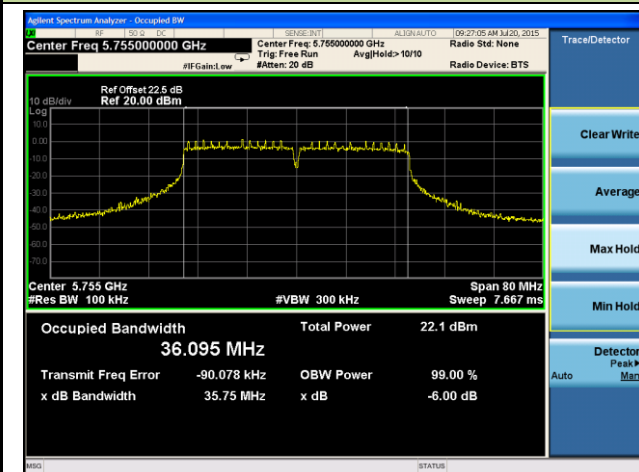 Agilent Spectrum Analyzer - Occupied BW
RF 50 Ω DC SENSE:INT ALIGNAUTO 09:27:05 AM Jul 20, 2015
Center Freq 5.755000000 GHz Center Freq: 5.755000000 GHz Radio Std: None
Trig: Free Run Avg|Hold:> 10/10
#IFGain:Low #Atten: 20 dB Radio Device: BTS
Trace/Detector
Ref Offset 22.5 dB
10 dB/div Ref 20.00 dBm
Log
10.0
0.00
-10.0
-20.0
-30.0
-40.0
-50.0
-60.0
-70.0
Center 5.755 GHz Span 80 MHz
#Res BW 100 kHz #VBW 300 kHz Sweep 7.667 ms
Occupied Bandwidth Total Power 22.1 dBm
36.095 MHz
Transmit Freq Error -90.078 kHz OBW Power 99.00 %
x dB Bandwidth 35.75 MHz x dB -6.00 dB
Clear Write
Average
Max Hold
Min Hold
Detector
Peak▶
Auto Man
MSG STATUS